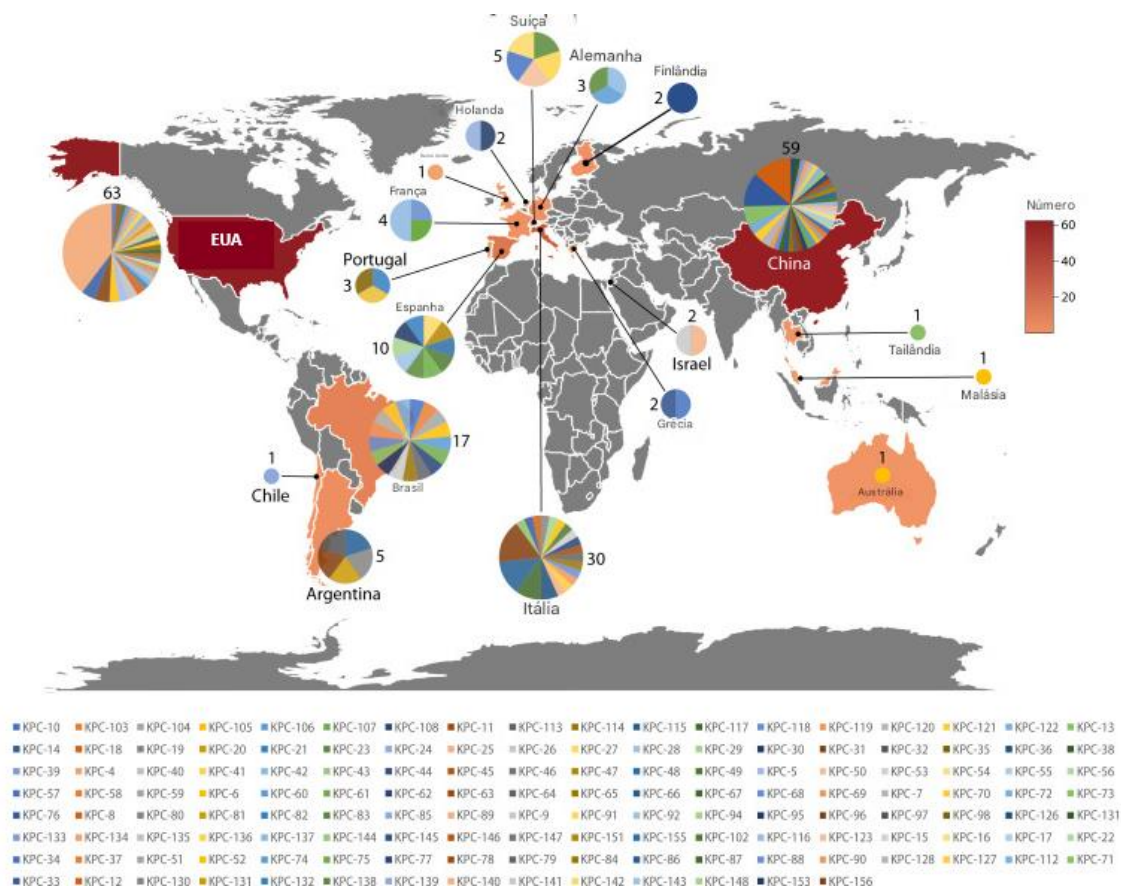 Suíça
5
Alemanha
3
Finlândia
2
Holanda
2
59
63
1
França
4
EUA
Número
60
40
20
China
Portugal
3
Espanha
10
2
Israel
1
Tailândia
1
Malásia
2
Grécia
17
Brasil
1
Chile
1
Austrália
5
Argentina
30
Itália
KPC-10 KPC-103 KPC-104 KPC-105 KPC-106 KPC-107 KPC-108 KPC-11 KPC-113 KPC-114 KPC-115 KPC-117 KPC-118 KPC-119 KPC-120 KPC-121 KPC-122 KPC-13
KPC-14 KPC-18 KPC-19 KPC-20 KPC-21 KPC-23 KPC-24 KPC-25 KPC-26 KPC-27 KPC-28 KPC-29 KPC-30 KPC-31 KPC-32 KPC-35 KPC-36 KPC-38
KPC-39 KPC-4 KPC-40 KPC-41 KPC-42 KPC-43 KPC-44 KPC-45 KPC-46 KPC-47 KPC-48 KPC-49 KPC-5 KPC-50 KPC-53 KPC-54 KPC-55 KPC-56
KPC-57 KPC-58 KPC-59 KPC-6 KPC-60 KPC-61 KPC-62 KPC-63 KPC-64 KPC-65 KPC-66 KPC-67 KPC-68 KPC-69 KPC-7 KPC-70 KPC-72 KPC-73
KPC-76 KPC-8 KPC-80 KPC-81 KPC-82 KPC-83 KPC-85 KPC-89 KPC-9 KPC-91 KPC-92 KPC-94 KPC-95 KPC-96 KPC-97 KPC-98 KPC-126 KPC-131
KPC-133 KPC-134 KPC-135 KPC-136 KPC-137 KPC-144 KPC-145 KPC-146 KPC-147 KPC-151 KPC-155 KPC-102 KPC-116 KPC-123 KPC-15 KPC-16 KPC-17 KPC-22
KPC-34 KPC-37 KPC-51 KPC-52 KPC-74 KPC-75 KPC-77 KPC-78 KPC-79 KPC-84 KPC-86 KPC-87 KPC-88 KPC-90 KPC-128 KPC-127 KPC-112 KPC-71
KPC-33 KPC-12 KPC-130 KPC-131 KPC-132 KPC-138 KPC-139 KPC-140 KPC-141 KPC-142 KPC-143 KPC-148 KPC-153 KPC-156